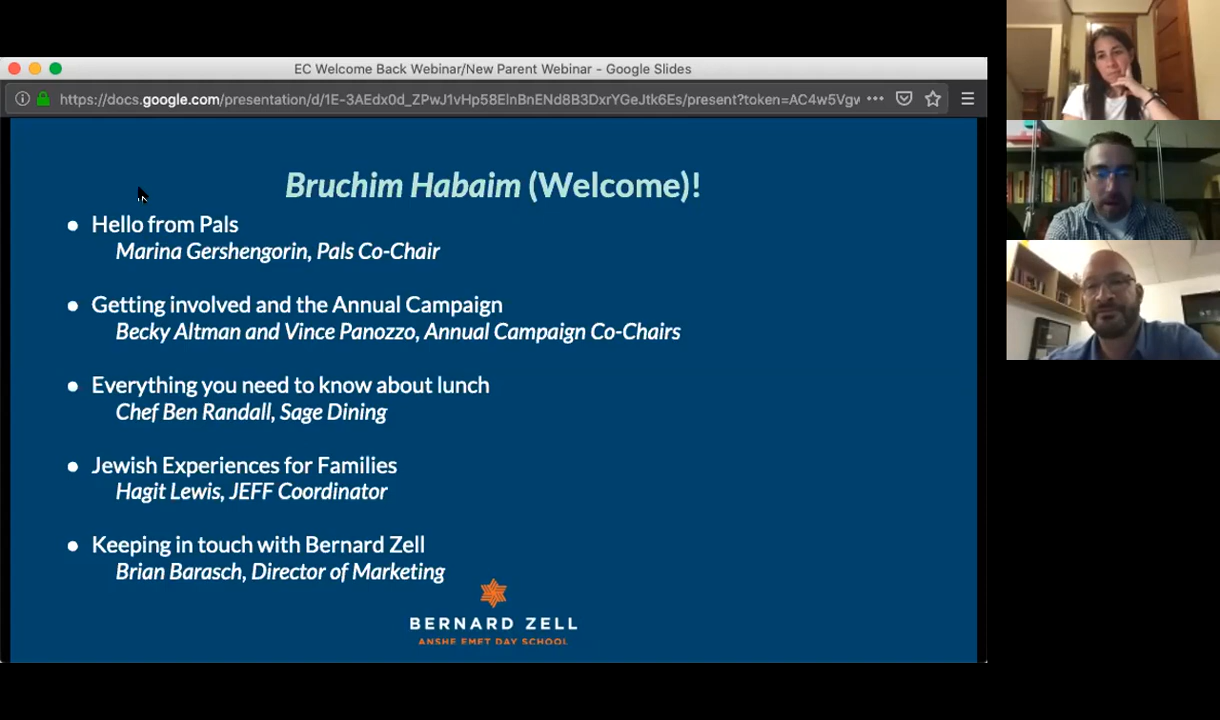 EC Welcome Back Webinar/New Parent Webinar - Google Slides
https://docs.google.com/presentation/d/1E-3AEdx0d_ZPwJ1vHp58ElnBnENd8B3DxrYGeJtk6Es/present?token=AC4w5Vgw
Bruchim Habaim (Welcome)!
● Hello from Pals
Marina Gershengorin, Pals Co-Chair
● Getting involved and the Annual Campaign
Becky Altman and Vince Panozzo, Annual Campaign Co-Chairs
● Everything you need to know about lunch
Chef Ben Randall, Sage Dining
● Jewish Experiences for Families
Hagit Lewis, JEFF Coordinator
● Keeping in touch with Bernard Zell
Brian Barasch, Director of Marketing
BERNARD ZELL
ANSHE EMET DAY SCHOOL